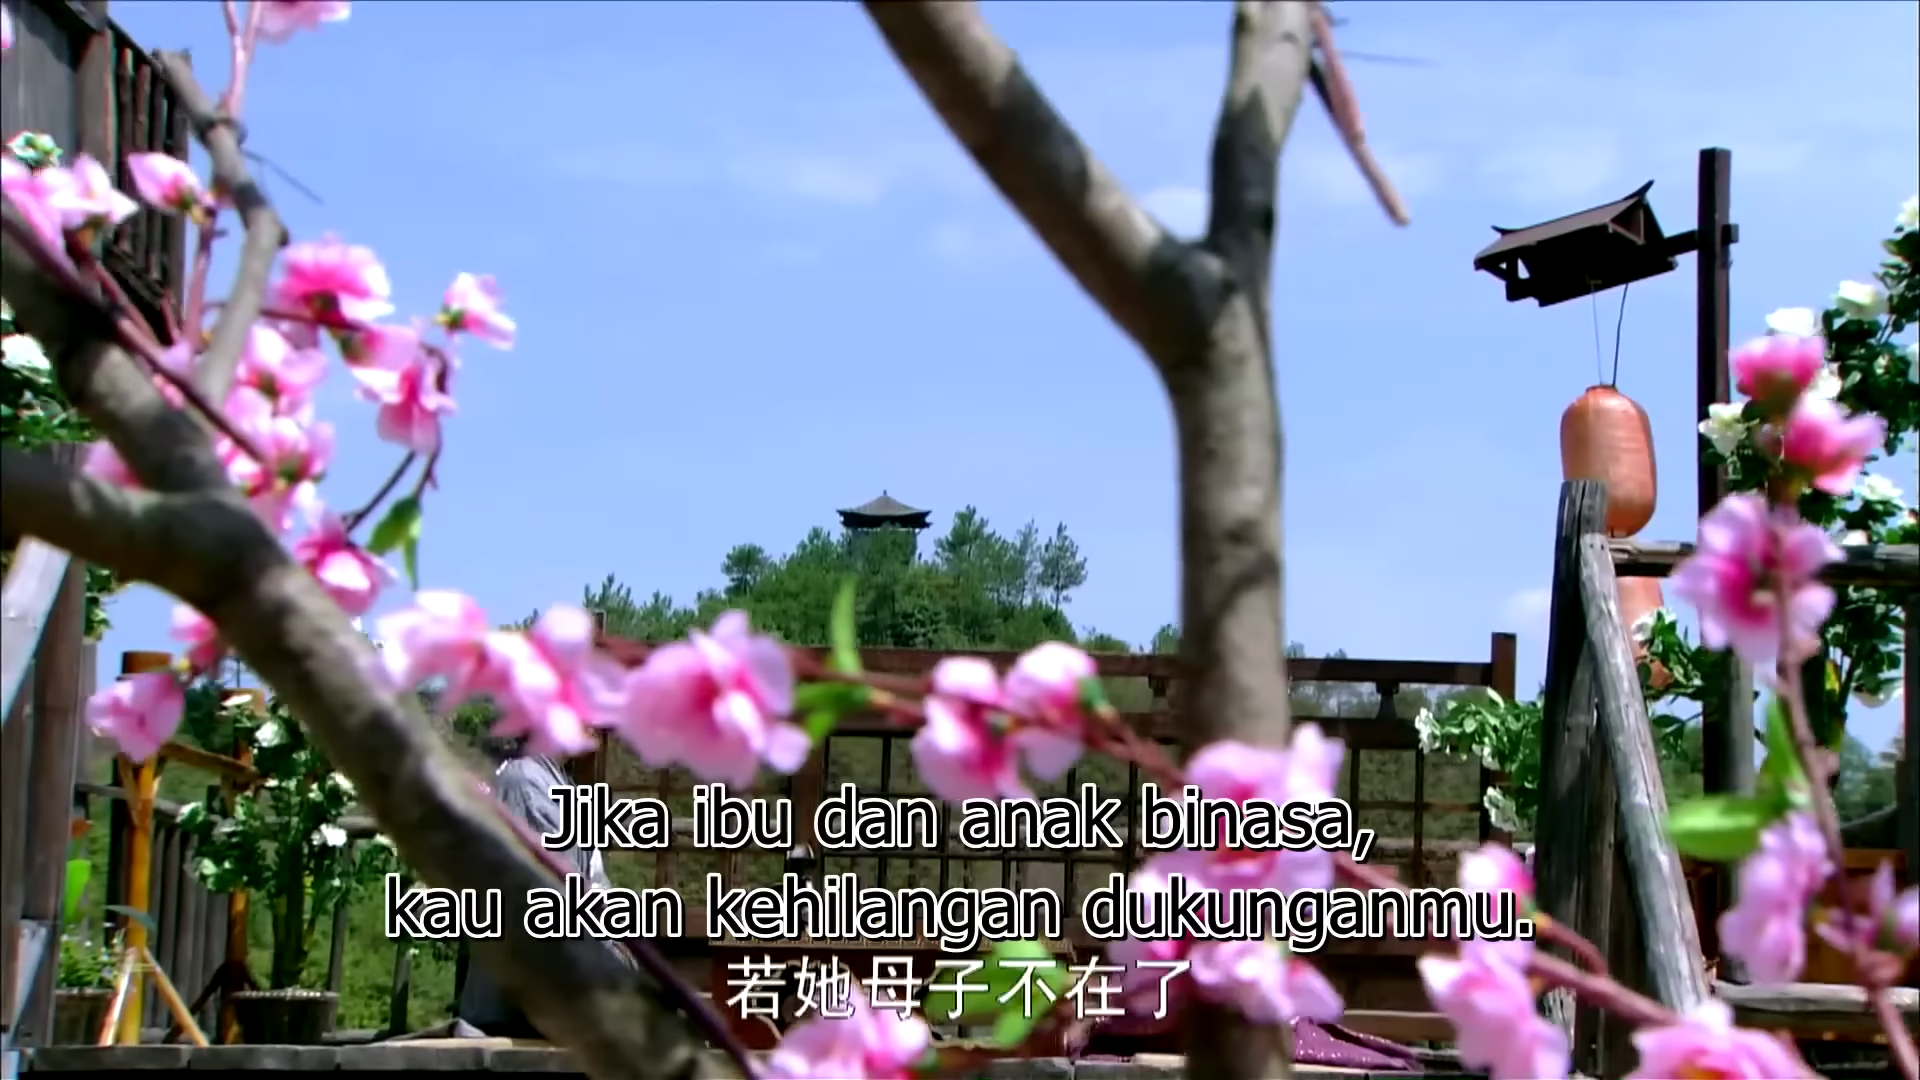 Jika ibu dan anak binasa,
kau akan kehilangan dukunganmu.
若她母子不在了